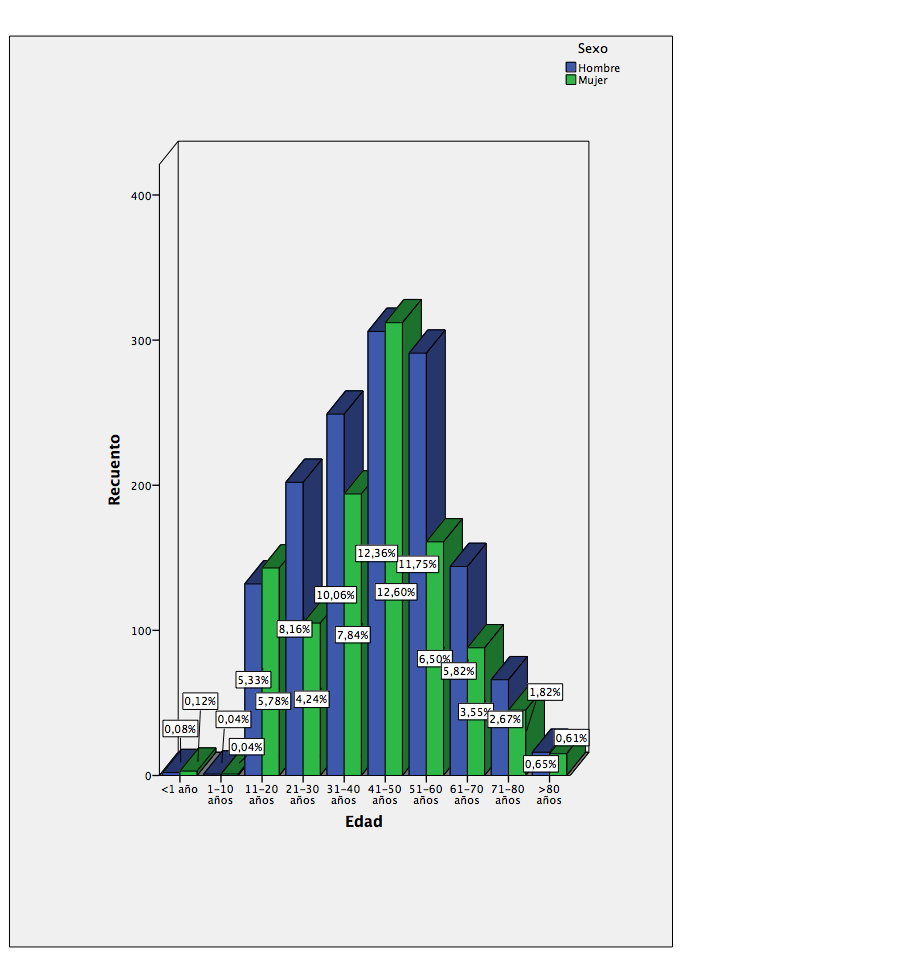 Sexo
Hombre
Mujer
400
300
200
100
0
Recuento
12,36%
11,75%
12,60%
10,06%
8,16%
7,84%
6,50%
5,82%
5,33%
5,78%
4,24%
3,55%
2,67%
1,82%
0,12%
0,08%
0,04%
0,04%
0,61%
0,65%
<1 año
1–10 años
11–20 años
21–30 años
31–40 años
41–50 años
51–60 años
61–70 años
71–80 años
>80 años
Edad